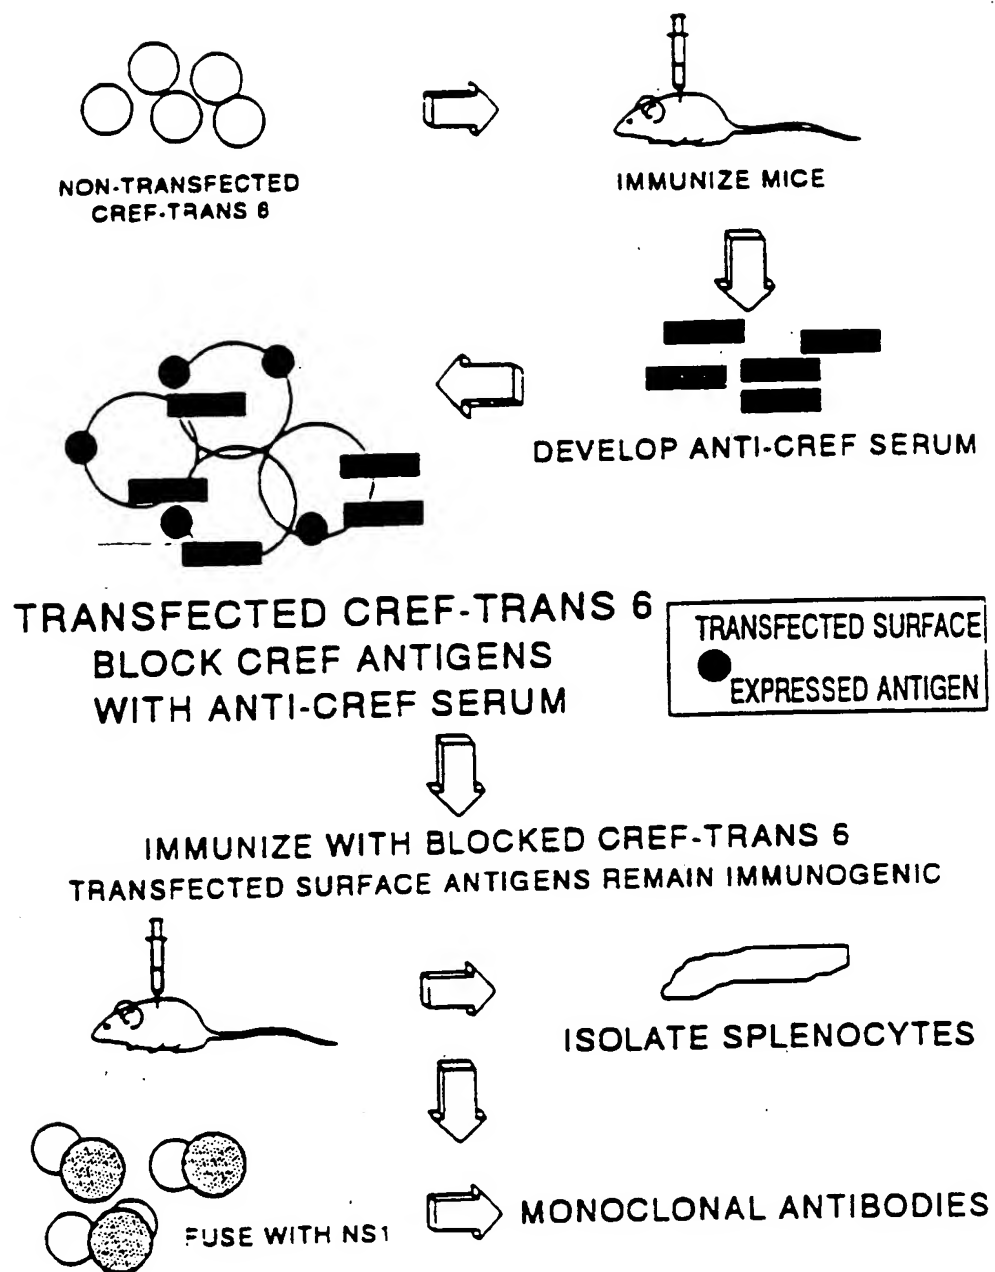 NON-TRANSFECTED
CREF-TRANS 6
IMMUNIZE MICE
DEVELOP ANTI-CREF SERUM
TRANSFECTED CREF-TRANS 6
BLOCK CREF ANTIGENS
WITH ANTI-CREF SERUM
TRANSFECTED SURFACE
EXPRESSED ANTIGEN
IMMUNIZE WITH BLOCKED CREF-TRANS 6
TRANSFECTED SURFACE ANTIGENS REMAIN IMMUNOGENIC
ISOLATE SPLENOCYTES
FUSE WITH NS1
MONOCLONAL ANTIBODIES